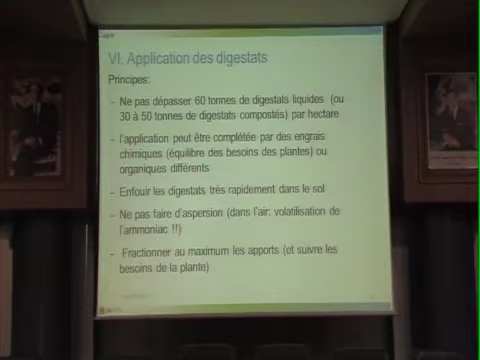 VI. Application des digestats
Principes:
- Ne pas dépasser 60 tonnes de digestats liquides (ou
30 à 50 tonnes de digestats compostés) par hectare
- l'application peut être complétée par des engrais
chimiques (équilibre des besoins des plantes) ou
organiques différents
- Enfouir les digestats très rapidement dans le sol
- Ne pas faire d'aspersion (dans l'air: volatilisation de
l'ammoniac !!)
- Fractionner au maximum les apports (et suivre les
besoins de la plante)